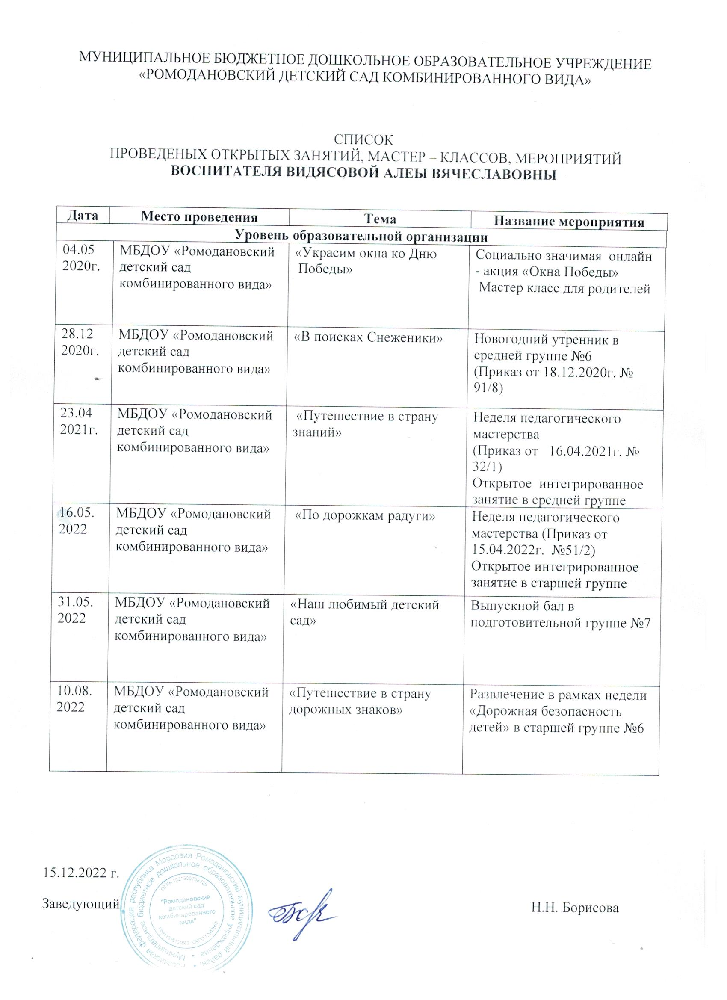 МУНИЦИПАЛЬНОЕ БЮДЖЕТНОЕ ДОШКОЛЬНОЕ ОБРАЗОВАТЕЛЬНОЕ УЧРЕЖДЕНИЕ
«РОМОДАНОВСКИЙ ДЕТСКИЙ САД КОМБИНИРОВАННОГО ВИДА»
СПИСОК
ПРОВЕДЕНЫХ ОТКРЫТЫХ ЗАНЯТИЙ, МАСТЕР – КЛАССОВ, МЕРОПРИЯТИЙ
ВОСПИТАТЕЛЯ ВИДЯСОВОЙ АЛЕЫ ВЯЧЕСЛАВОВНЫ
Дата Место проведения Тема Название мероприятия
Уровень образовательной организации
04.05
2020г.
МБДОУ «Ромодановский
детский сад
комбинированного вида»
«Украсим окна ко Дню
Победы»
Социально значимая онлайн
- акция «Окна Победы»
Мастер класс для родителей
28.12
2020г.
МБДОУ «Ромодановский
детский сад
комбинированного вида»
«В поисках Снеженики»
Новогодний утренник в
средней группе №6
(Приказ от 18.12.2020г. №
91/8)
23.04
2021г.
МБДОУ «Ромодановский
детский сад
комбинированного вида»
«Путешествие в страну
знаний»
Неделя педагогического
мастерства
(Приказ от 16.04.2021г. №
32/1)
Открытое интегрированное
занятие в средней группе
16.05.
2022
МБДОУ «Ромодановский
детский сад
комбинированного вида»
«По дорожкам радуги»
Неделя педагогического
мастерства (Приказ от
15.04.2022г. №51/2)
Открытое интегрированное
занятие в старшей группе
31.05.
2022
МБДОУ «Ромодановский
детский сад
комбинированного вида»
«Наш любимый детский
сад»
Выпускной бал в
подготовительной группе №7
10.08.
2022
МБДОУ «Ромодановский
детский сад
комбинированного вида»
«Путешествие в страну
дорожных знаков»
Развлечение в рамках недели
«Дорожная безопасность
детей» в старшей группе №6
15.12.2022 г.
Заведующий
Н.Н. Борисова
Российская федерация республика Мордовия Ромодановский муниципальный район.
Муниципальное бюджетное дошкольное образовательное учреждение
"Ромодановский
детский сад
комбинированного
вида"